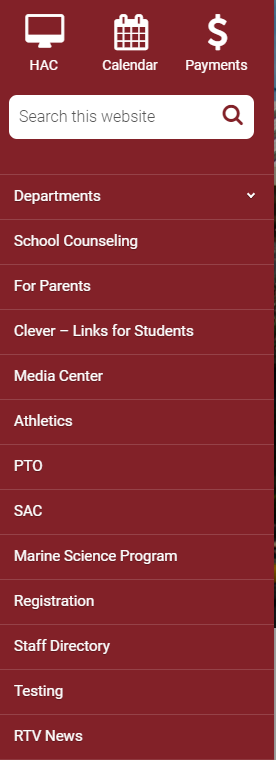 HAC Calendar Payments
Search this website
Departments
School Counseling
For Parents
Clever – Links for Students
Media Center
Athletics
PTO
SAC
Marine Science Program
Registration
Staff Directory
Testing
RTV News